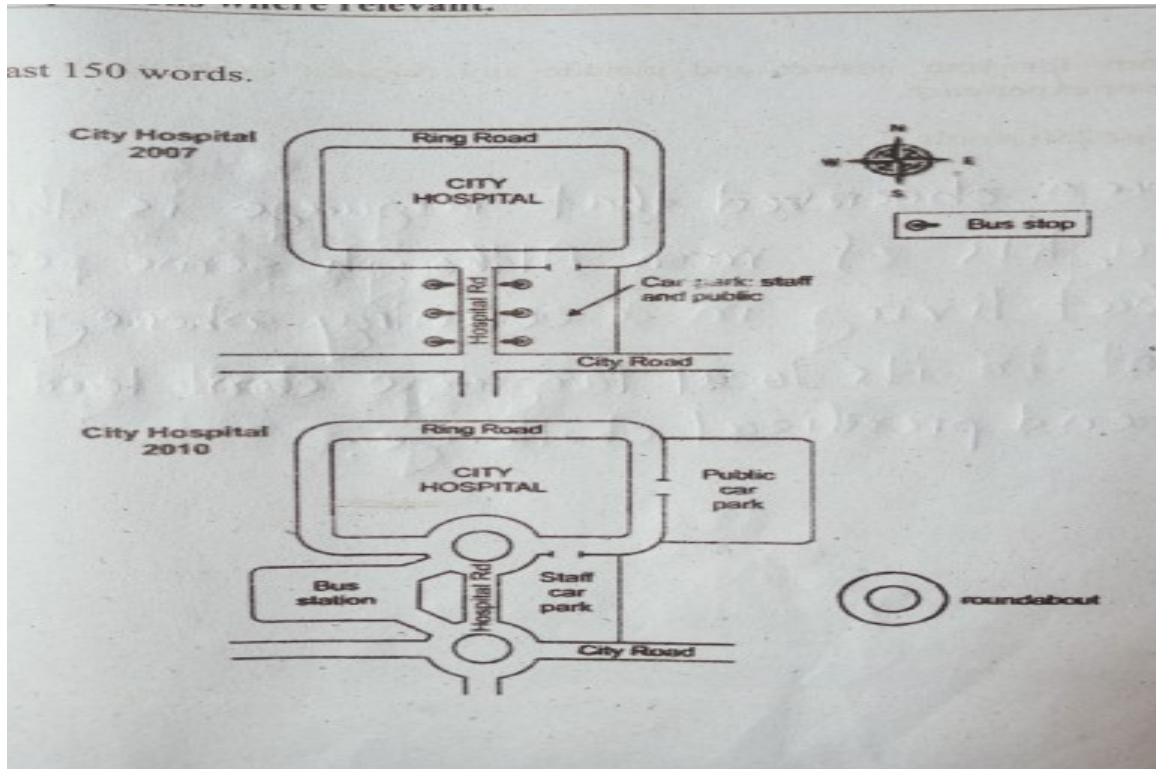 where relevant.
ast 150 words.
City Hospital
2007
Ring Road
CITY
HOSPITAL
N
W
E
S
Bus stop
Hospital Rd
Car park: staff
and public
City Road
City Hospital
2010
Ring Road
CITY
HOSPITAL
Public
car
park
Bus
station
Hospital Rd
Staff
car
park
roundabout
City Road